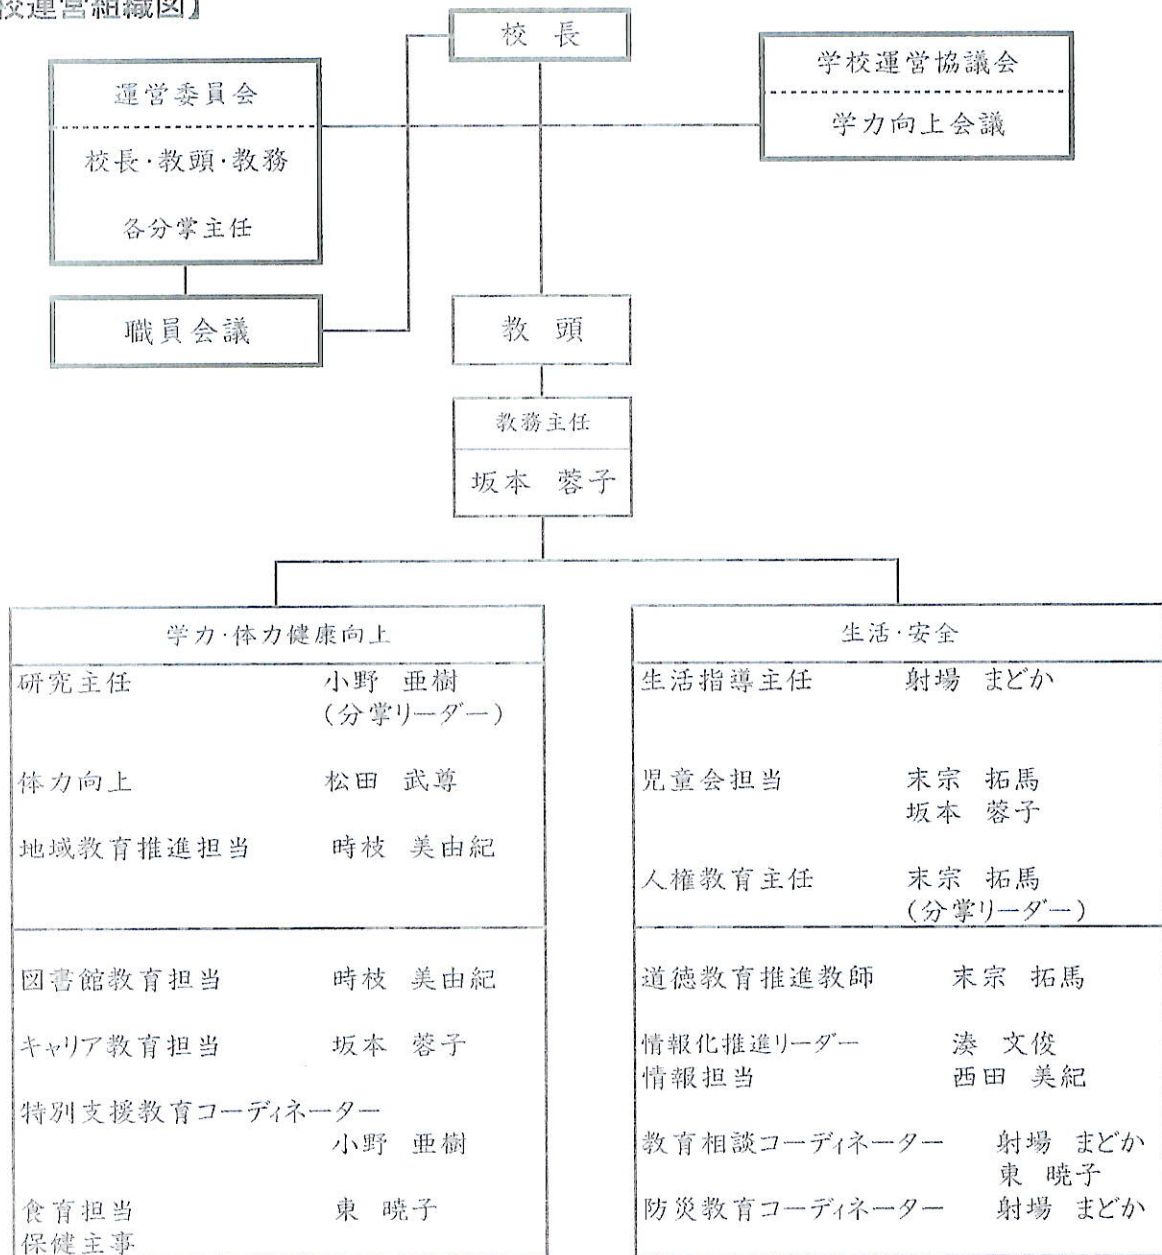 校運営組織図】
校 長
運営委員会
校長・教頭・教務
各分掌主任
学校運営協議会
学力向上会議
職員会議
教 頭
教務主任
坂本 蓉子
学力・体力健康向上
研究主任 小野 亜樹
(分掌リーダー)
体力向上 松田 武尊
地域教育推進担当 時枝 美由紀
図書館教育担当 時枝 美由紀
キャリア教育担当 坂本 蓉子
特別支援教育コーディネーター
小野 亜樹
食育担当 東 暁子
保健主事
生活・安全
生活指導主任 射場 まどか
児童会担当 末宗 拓馬
坂本 蓉子
人権教育主任 末宗 拓馬
(分掌リーダー)
道徳教育推進教師 末宗 拓馬
情報化推進リーダー 湊 文俊
情報担当 西田 美紀
教育相談コーディネーター 射場 まどか
東 暁子
防災教育コーディネーター 射場 まどか